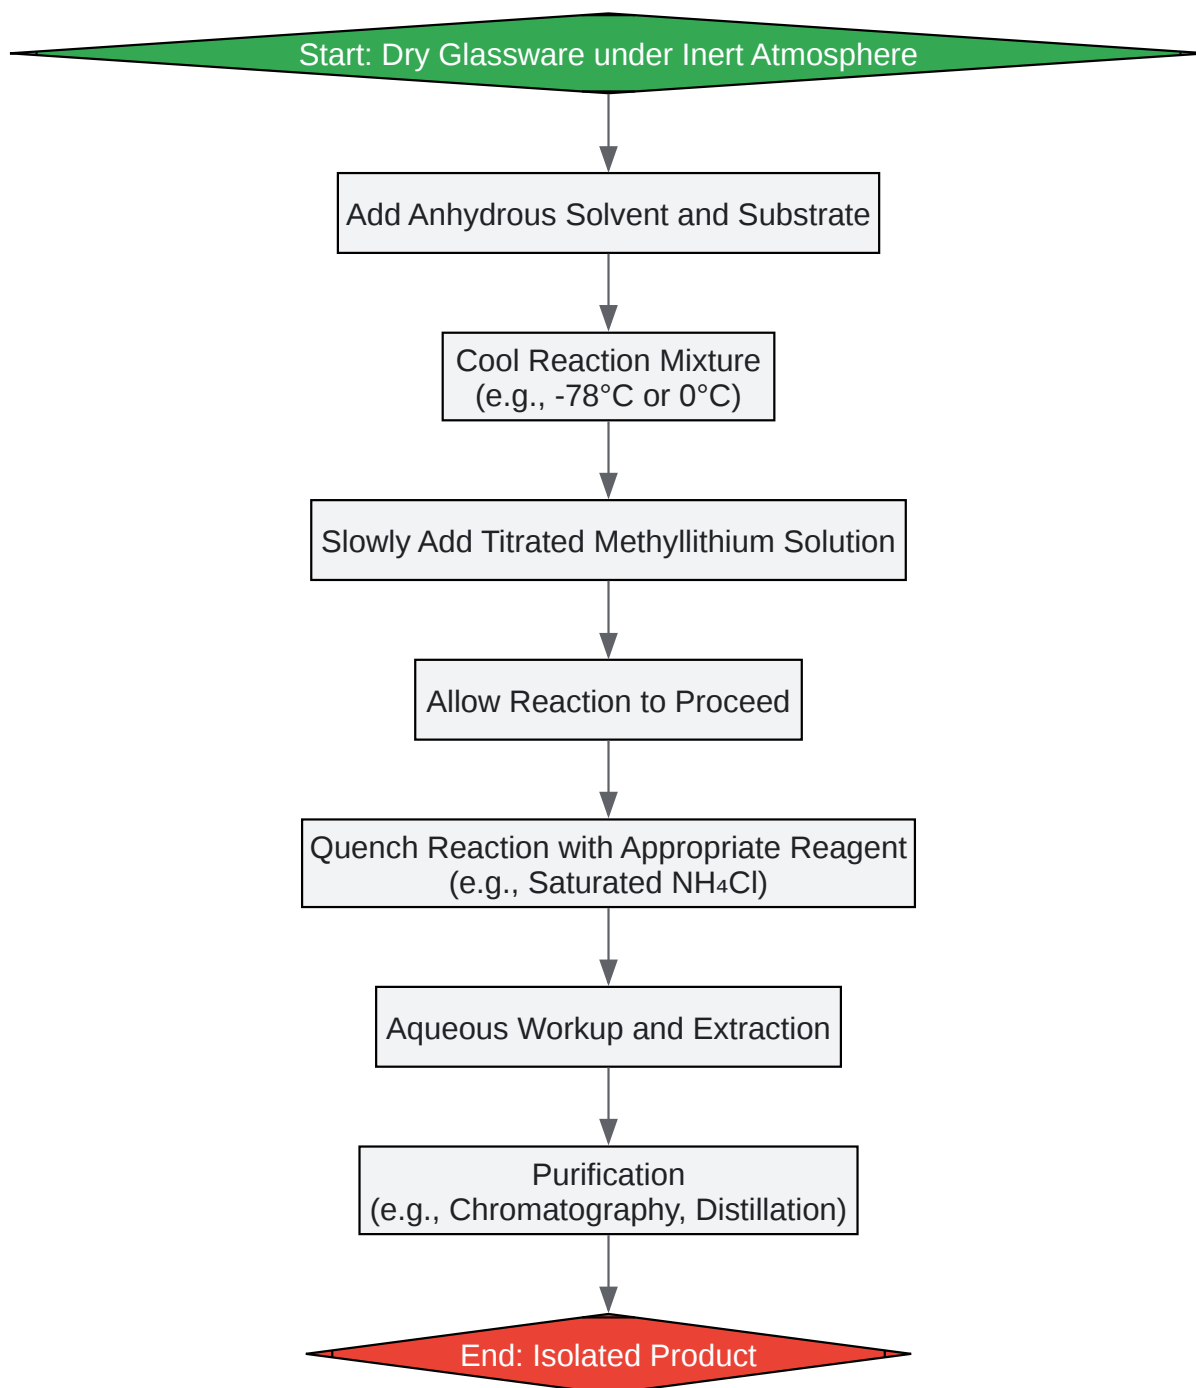 Start: Dry Glassware under Inert Atmosphere
Add Anhydrous Solvent and Substrate
Cool Reaction Mixture
(e.g., -78°C or 0°C)
Slowly Add Titrated Methyllithium Solution
Allow Reaction to Proceed
Quench Reaction with Appropriate Reagent
(e.g., Saturated NH₄Cl)
Aqueous Workup and Extraction
Purification
(e.g., Chromatography, Distillation)
End: Isolated Product